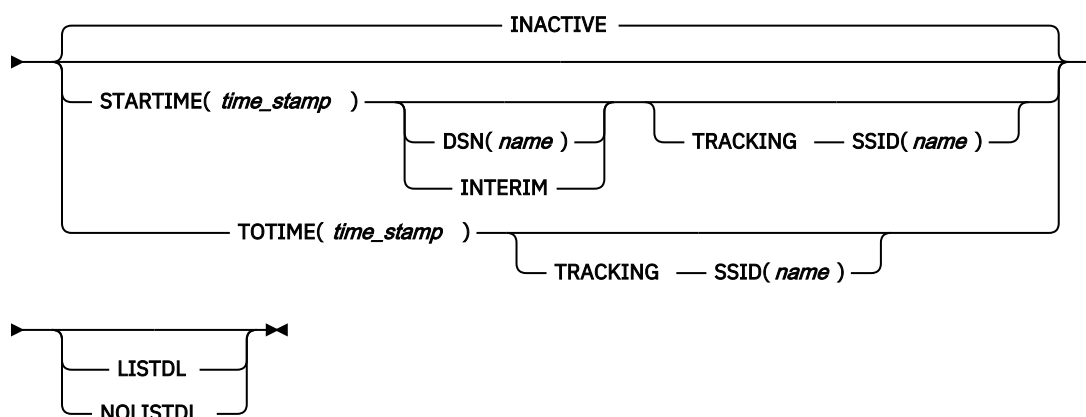 INACTIVE
STARTIME( time_stamp )
DSN( name )
TRACKING SSID( name )
INTERIM
TOTIME( time_stamp )
TRACKING SSID( name )
LISTDL
NOLISTDL